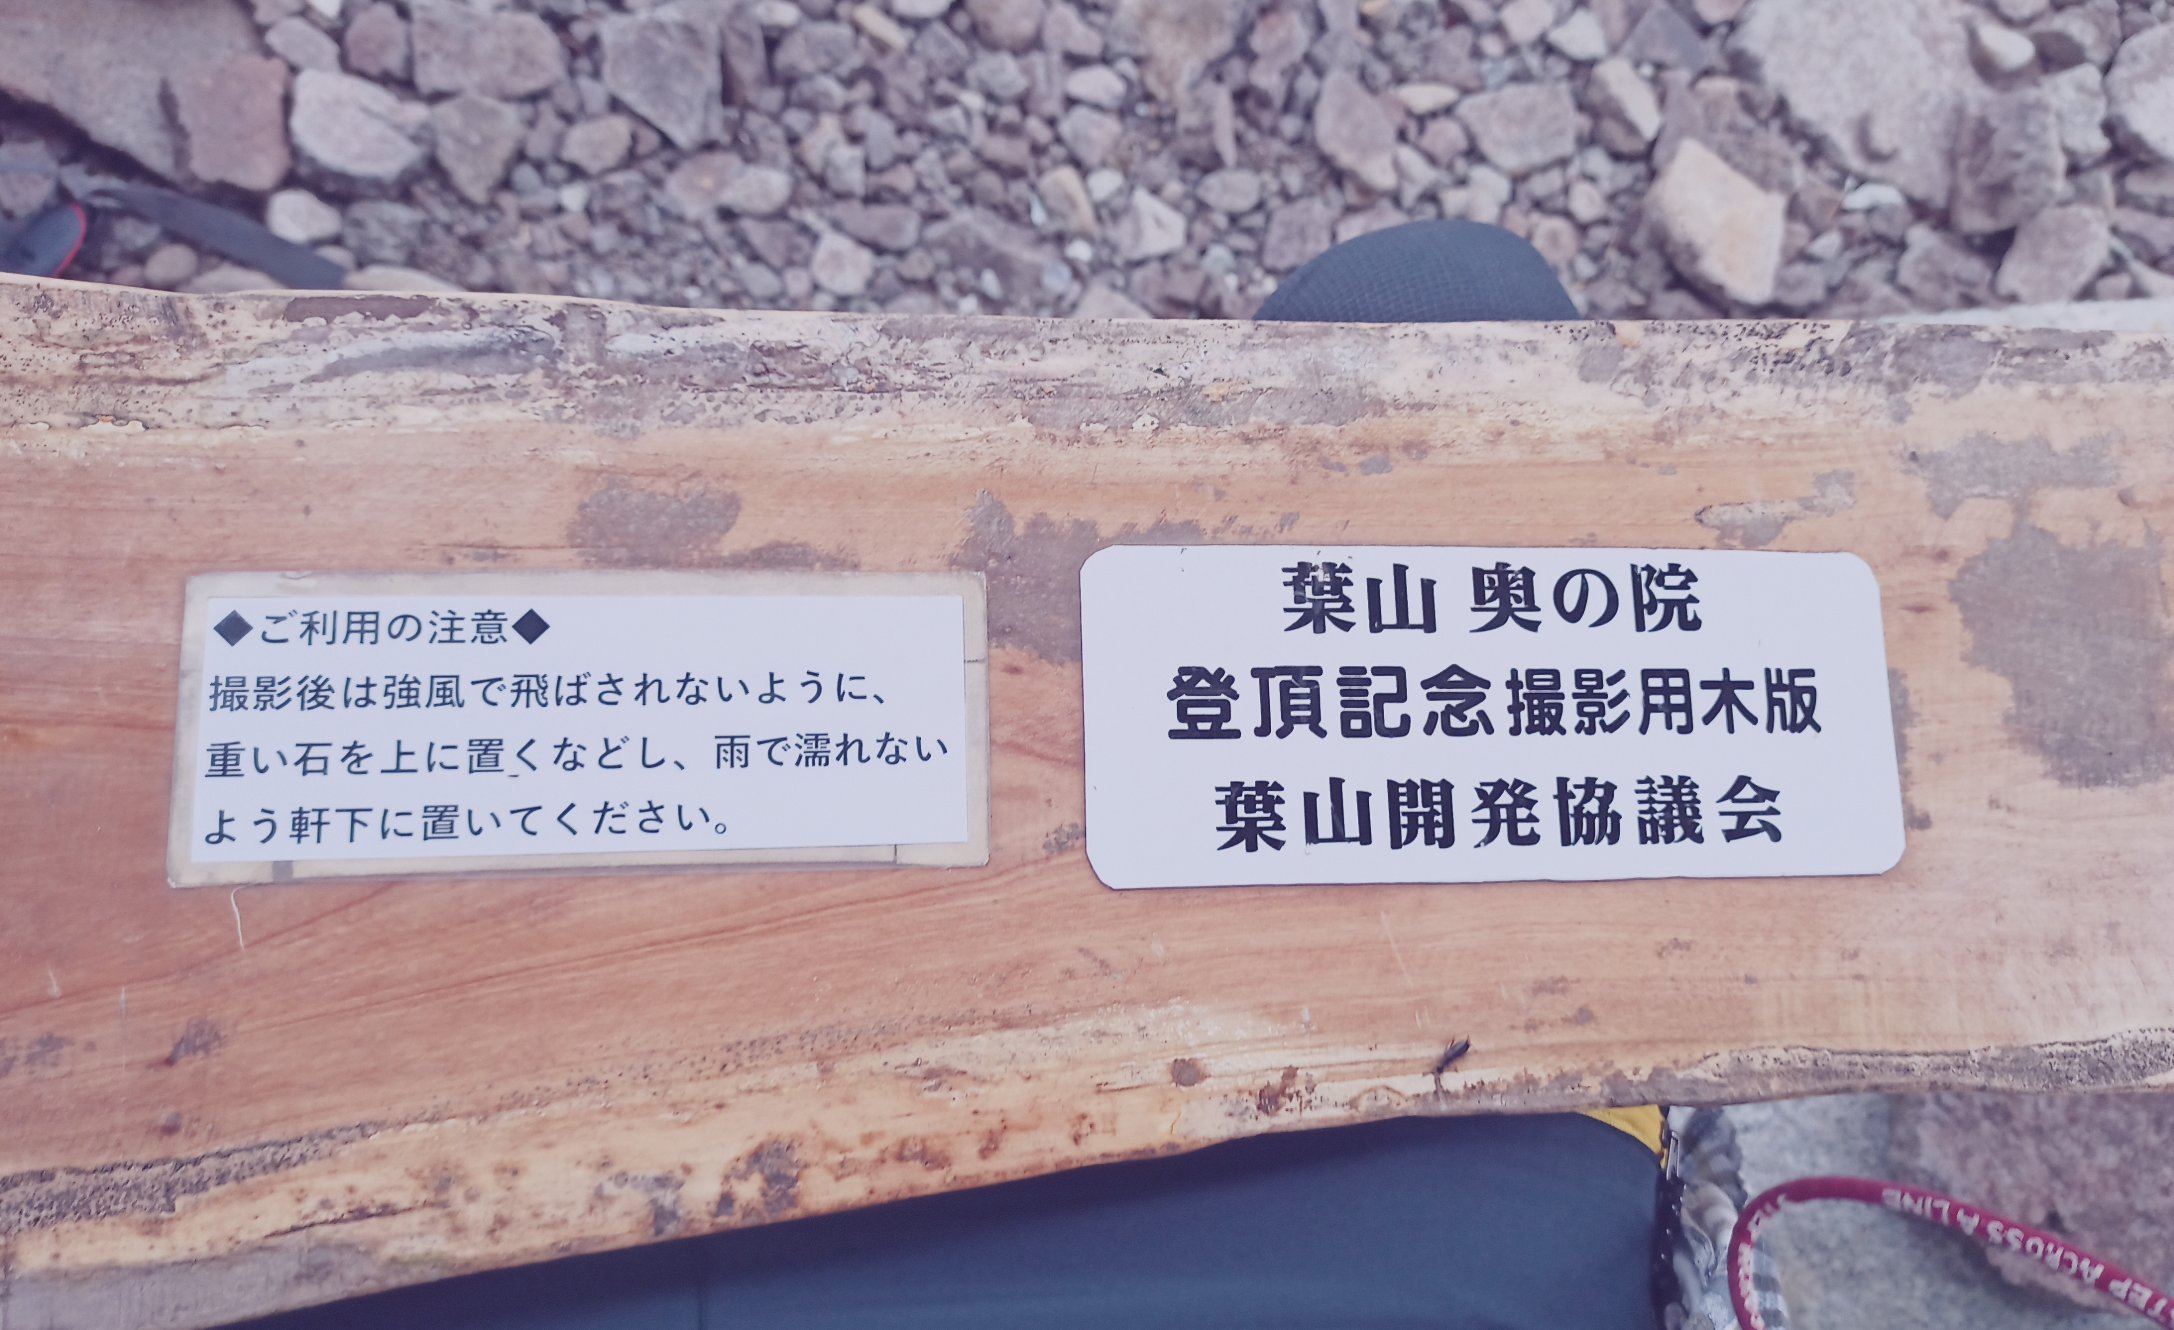 ◆ご利用の注意◆
撮影後は強風で飛ばされないように、
重い石を上に置くなどし、雨で濡れない
よう軒下に置いてください。
葉山 奥の院
登頂記念撮影用木版
葉山開発協議会
STEP ACROSS A LINE